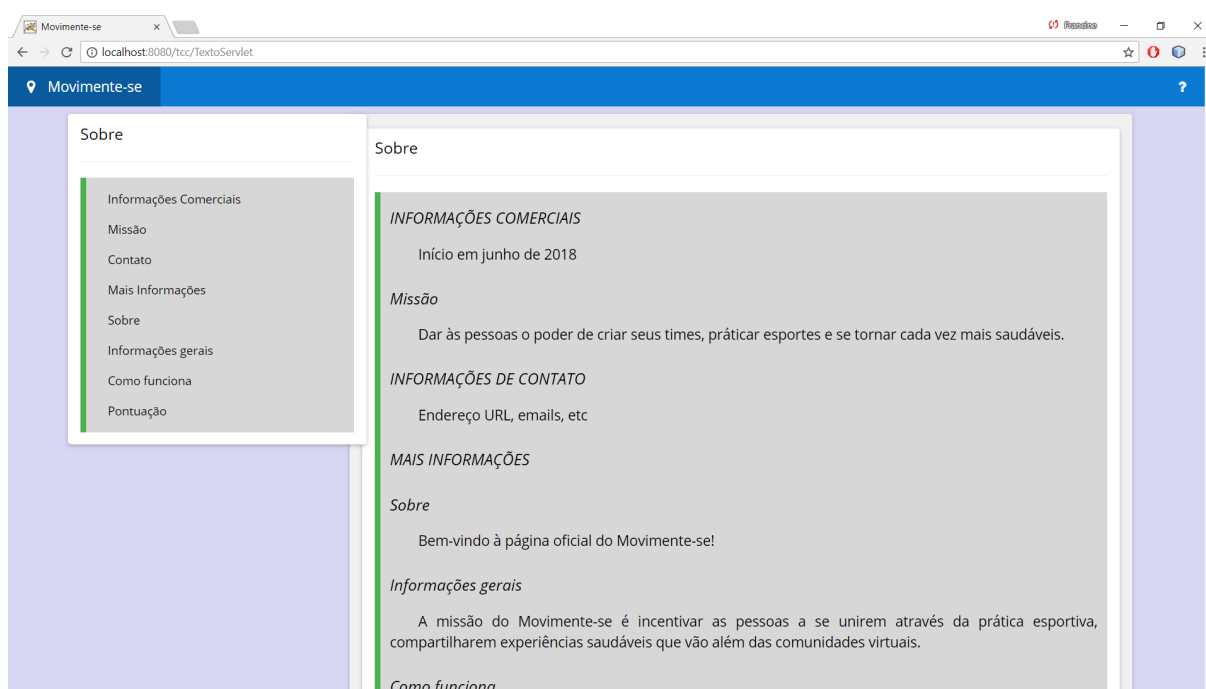 Movimente-se
Francine
localhost:8080/tcc/TextoServlet
Movimente-se
?
Sobre
Informações Comerciais
Missão
Contato
Mais Informações
Sobre
Informações gerais
Como funciona
Pontuação
Sobre
INFORMAÇÕES COMERCIAIS
Início em junho de 2018
Missão
Dar às pessoas o poder de criar seus times, práticar esportes e se tornar cada vez mais saudáveis.
INFORMAÇÕES DE CONTATO
Endereço URL, emails, etc
MAIS INFORMAÇÕES
Sobre
Bem-vindo à página oficial do Movimente-se!
Informações gerais
A missão do Movimente-se é incentivar as pessoas a se unirem através da prática esportiva,
compartilharem experiências saudáveis que vão além das comunidades virtuais.
Como funciona